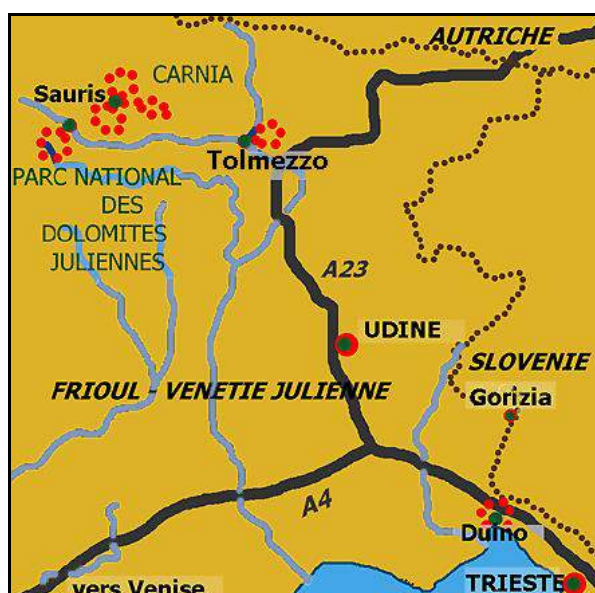 AUTRICHE
CARNIA
Sauris
Tolmezzo
PARC NATIONAL
DES
DOLOMITES
JULIENNES
A23
UDINE
SLOVENIE
FRIOUL - VENETIE JULIENNE
Gorizia
A4
Duino
vers Venise
TRIESTE